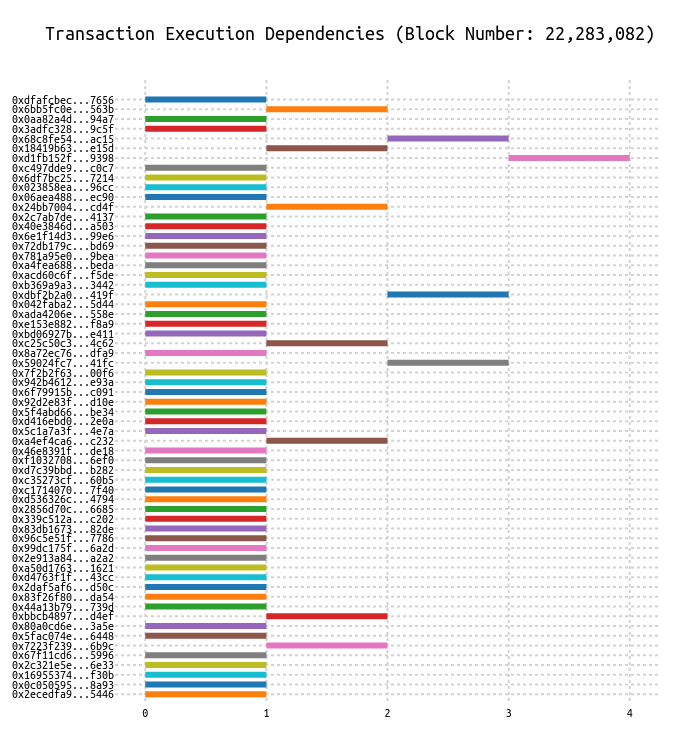 Transaction Execution Dependencies (Block Number: 22,283,082)
0xdfafcbec...7656
0x6bb5fc0e...563b
0x0aa82a4d...94a7
0x3adfc328...9c5f
0x68c8fe54...ac15
0x18419b63...e15d
0xd1fb152f...9398
0xc497dde9...c0c7
0x6df7bc25...7214
0x023858ea...96cc
0x06aea488...ec90
0x24bb7004...cd4f
0x2c7ab7de...4137
0x40e3846d...a503
0x6e1f14d3...99e6
0x72db179c...bd69
0x781a95e0...9bea
0xa4fea688...beda
0xacd60c6f...f5de
0xb369a9a3...3442
0xdbf2b2a0...419f
0x042faba2...5d44
0xada4206e...558e
0xe153e882...f8a9
0xbd06927b...e411
0xc25c50c3...4c62
0x8a72ec76...dfa9
0x59024fc7...41fc
0x7f2b2f63...00f6
0x942b4612...e93a
0x6f79915b...c091
0x92d2e83f...d10e
0x5f4abd66...be34
0xd416ebd0...2e0a
0x5c1a7a3f...4e7a
0xa4ef4ca6...c232
0x46e8391f...de18
0xf1032708...6ef0
0xd7c39bbd...b282
0xc35273cf...60b5
0xc1714070...7f40
0xd536326c...4794
0x2856d70c...6685
0x339c512a...c202
0x83db1673...82de
0x96c5e51f...7786
0x99dc175f...6a2d
0x2e913a84...a2a2
0xa50d1763...1621
0xd4763f1f...43cc
0x2daf5af6...d50c
0x83f26f80...da54
0x44a13b79...739d
0xbbcb4897...d4ef
0x80a0cd6e...3a5e
0x5fac074e...6448
0x7223f239...6b9c
0x67f11cd6...5996
0x2c321e5e...6e33
0x16955374...f30b
0x0c050595...8a93
0x2ecedfa9...5446
0 1 2 3 4